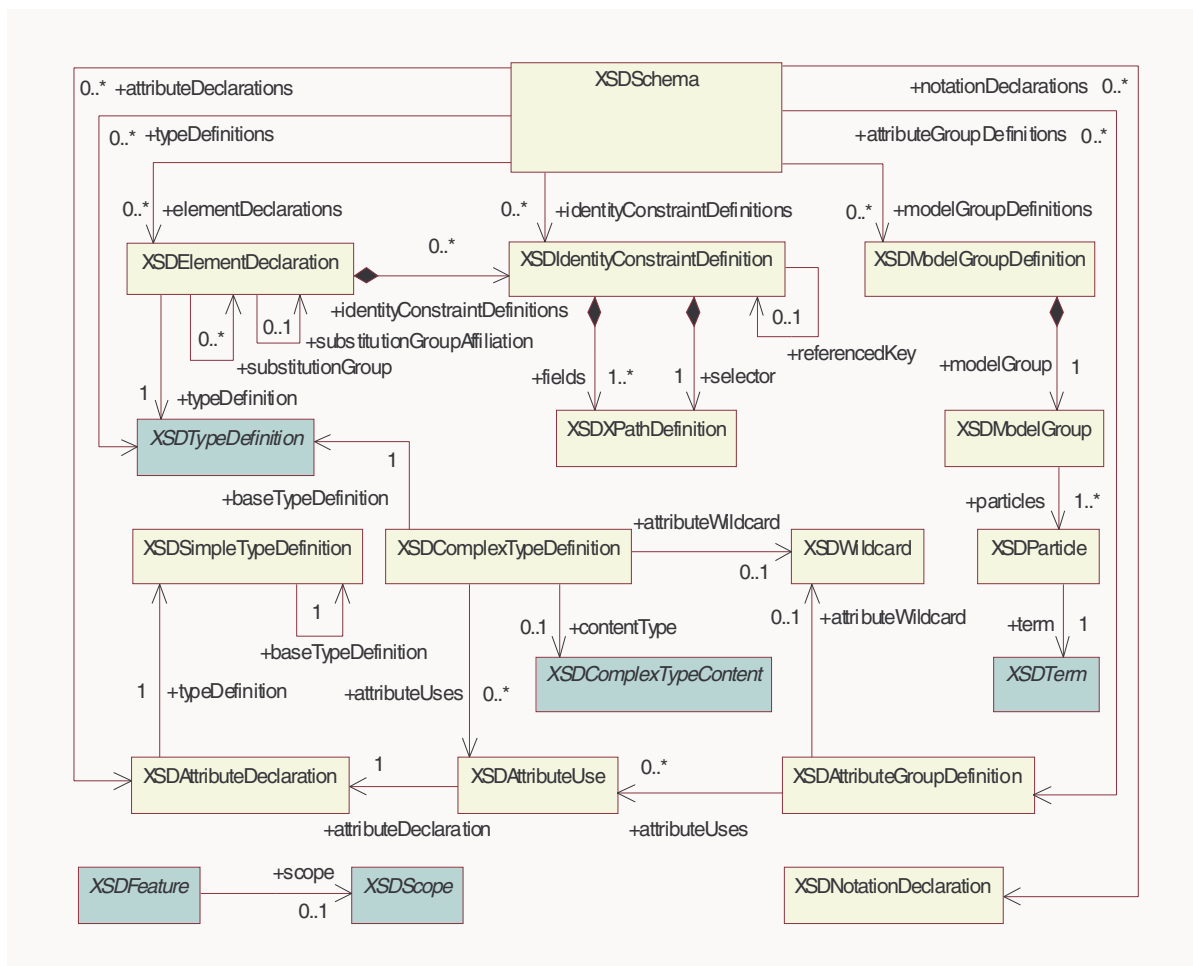 XSDSchema
0..* +attributeDeclarations
+notationDeclarations 0..*
0..* +typeDefinitions
+attributeGroupDefinitions 0..*
0..* +elementDeclarations
0..* +identityConstraintDefinitions
0..* +modelGroupDefinitions
XSDElementDeclaration
0..*
XSDIdentityConstraintDefinition
XSDModelGroupDefinition
+identityConstraintDefinitions
0..*
0..1
+substitutionGroupAffiliation
+substitutionGroup
0..1
+referencedKey
+fields 1..*
1 +selector
+modelGroup 1
1 +typeDefinition
XSDTypeDefinition
XSDXPathDefinition
XSDModelGroup
1
+baseTypeDefinition
+particles 1..*
+attributeWildcard
XSDSimpleTypeDefinition
XSDComplexTypeDefinition
0..1
XSDWildcard
XSDParticle
1
+baseTypeDefinition
0..1 +contentType
0..1 +attributeWildcard
+term 1
XSDComplexTypeContent
XSDTerm
1 +typeDefinition
+attributeUses 0..*
XSDAttributeDeclaration
1
XSDAttributeUse
0..*
XSDAttributeGroupDefinition
+attributeDeclaration
+attributeUses
XSDFeature
+scope
0..1
XSDScope
XSDNotationDeclaration